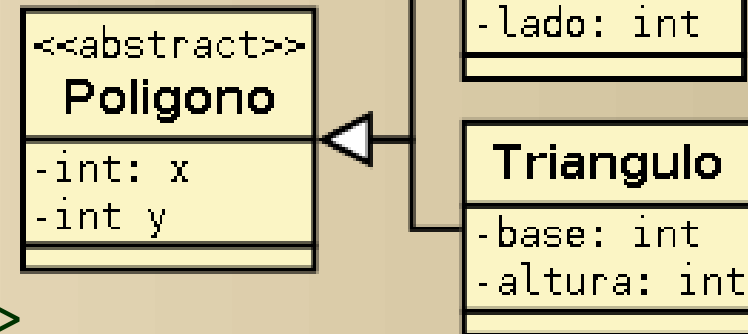 <<abstract>>
Poligono
-int: x
-int y
-lado: int
Triangulo
-base: int
-altura: int
>